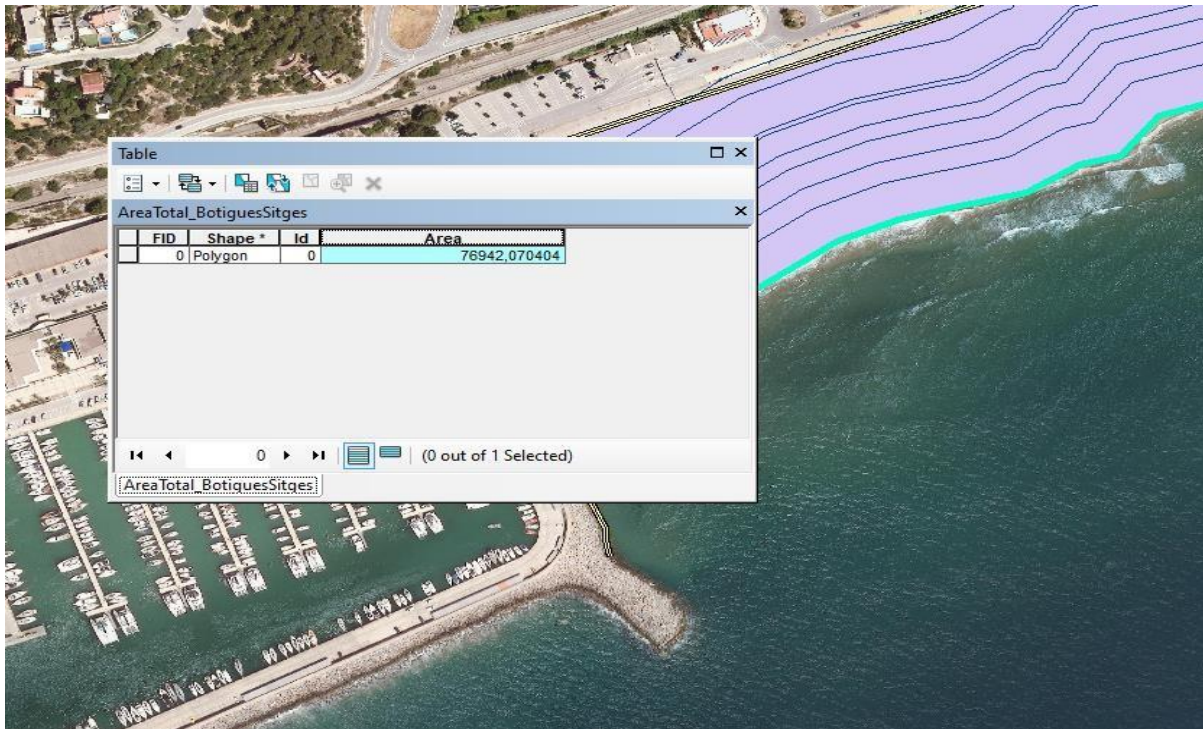 Table
AreaTotal_BotiguesSitges
FID Shape * Id Area
0 Polygon 0 76942,070404
0 (0 out of 1 Selected)
AreaTotal_BotiguesSitges